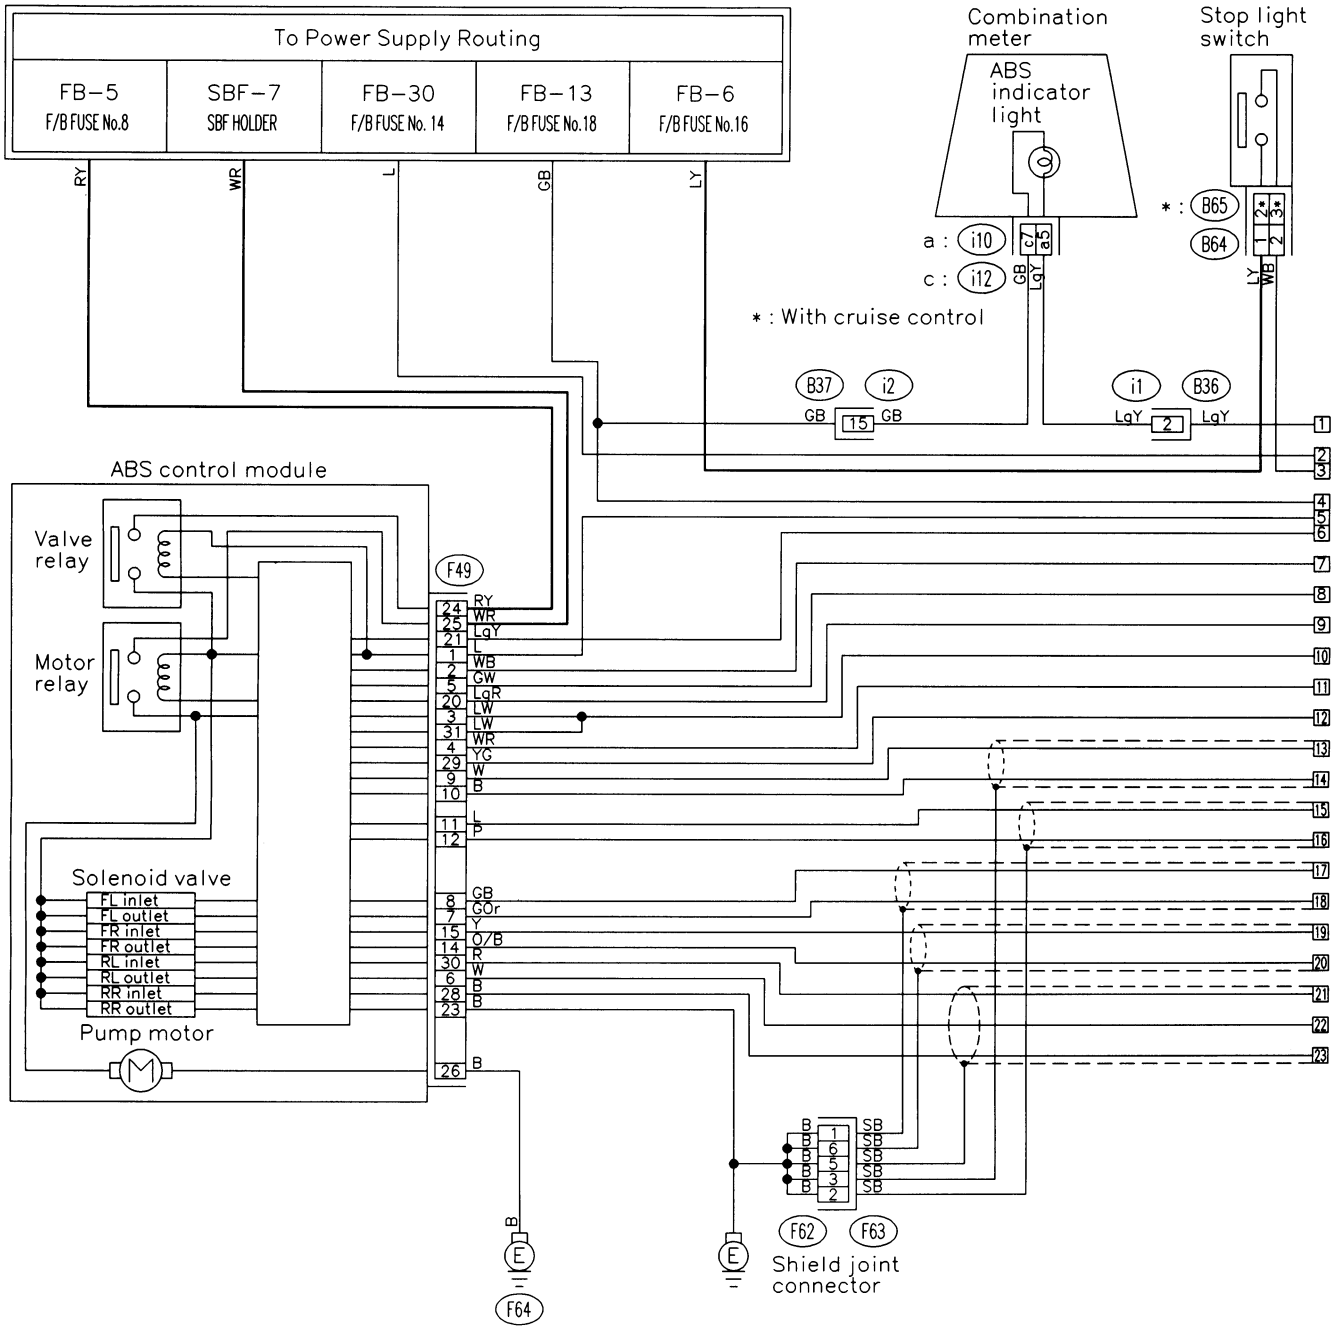 To Power Supply Routing
FB-5
F/B FUSE No.8
SBF-7
SBF HOLDER
FB-30
F/B FUSE No. 14
FB-13
F/B FUSE No.18
FB-6
F/B FUSE No.16
RY
WR
L
GB
LY
Combination
meter
ABS
indicator
light
Stop light
switch
c7
a5
a : i10
c : i12
GB
LgY
* : B65
B64
2*
3*
1
2
LY
WB
* : With cruise control
B37
i2
GB
15
GB
i1
B36
LgY
2
LgY
1
2
3
4
5
6
7
8
9
10
11
12
13
14
15
16
17
18
19
20
21
22
23
ABS control module
Valve
relay
Motor
relay
F49
24 RY
25 WR
21 LgY
1 L
2 WB
5 GW
20 LgR
3 LW
31 LW
4 WR
29 YG
9 W
10 B
11 L
12 P
8 GB
7 GOr
15 Y
14 O/B
30 R
6 W
28 B
23 B
26 B
Solenoid valve
FL inlet
FL outlet
FR inlet
FR outlet
RL inlet
RL outlet
RR inlet
RR outlet
Pump motor
M
B
E
F64
E
B 1 SB
B 6 SB
B 5 SB
B 3 SB
B 2 SB
F62
F63
Shield joint
connector